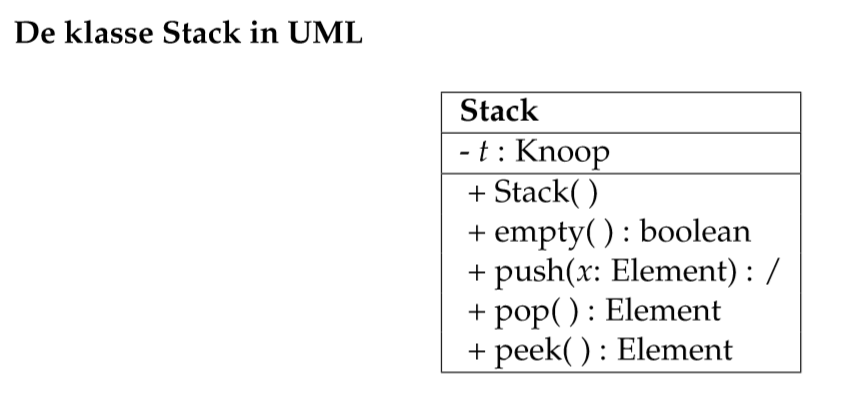 De klasse Stack in UML
Stack
- t : Knoop
+ Stack( )
+ empty( ) : boolean
+ push(x: Element) : /
+ pop( ) : Element
+ peek( ) : Element